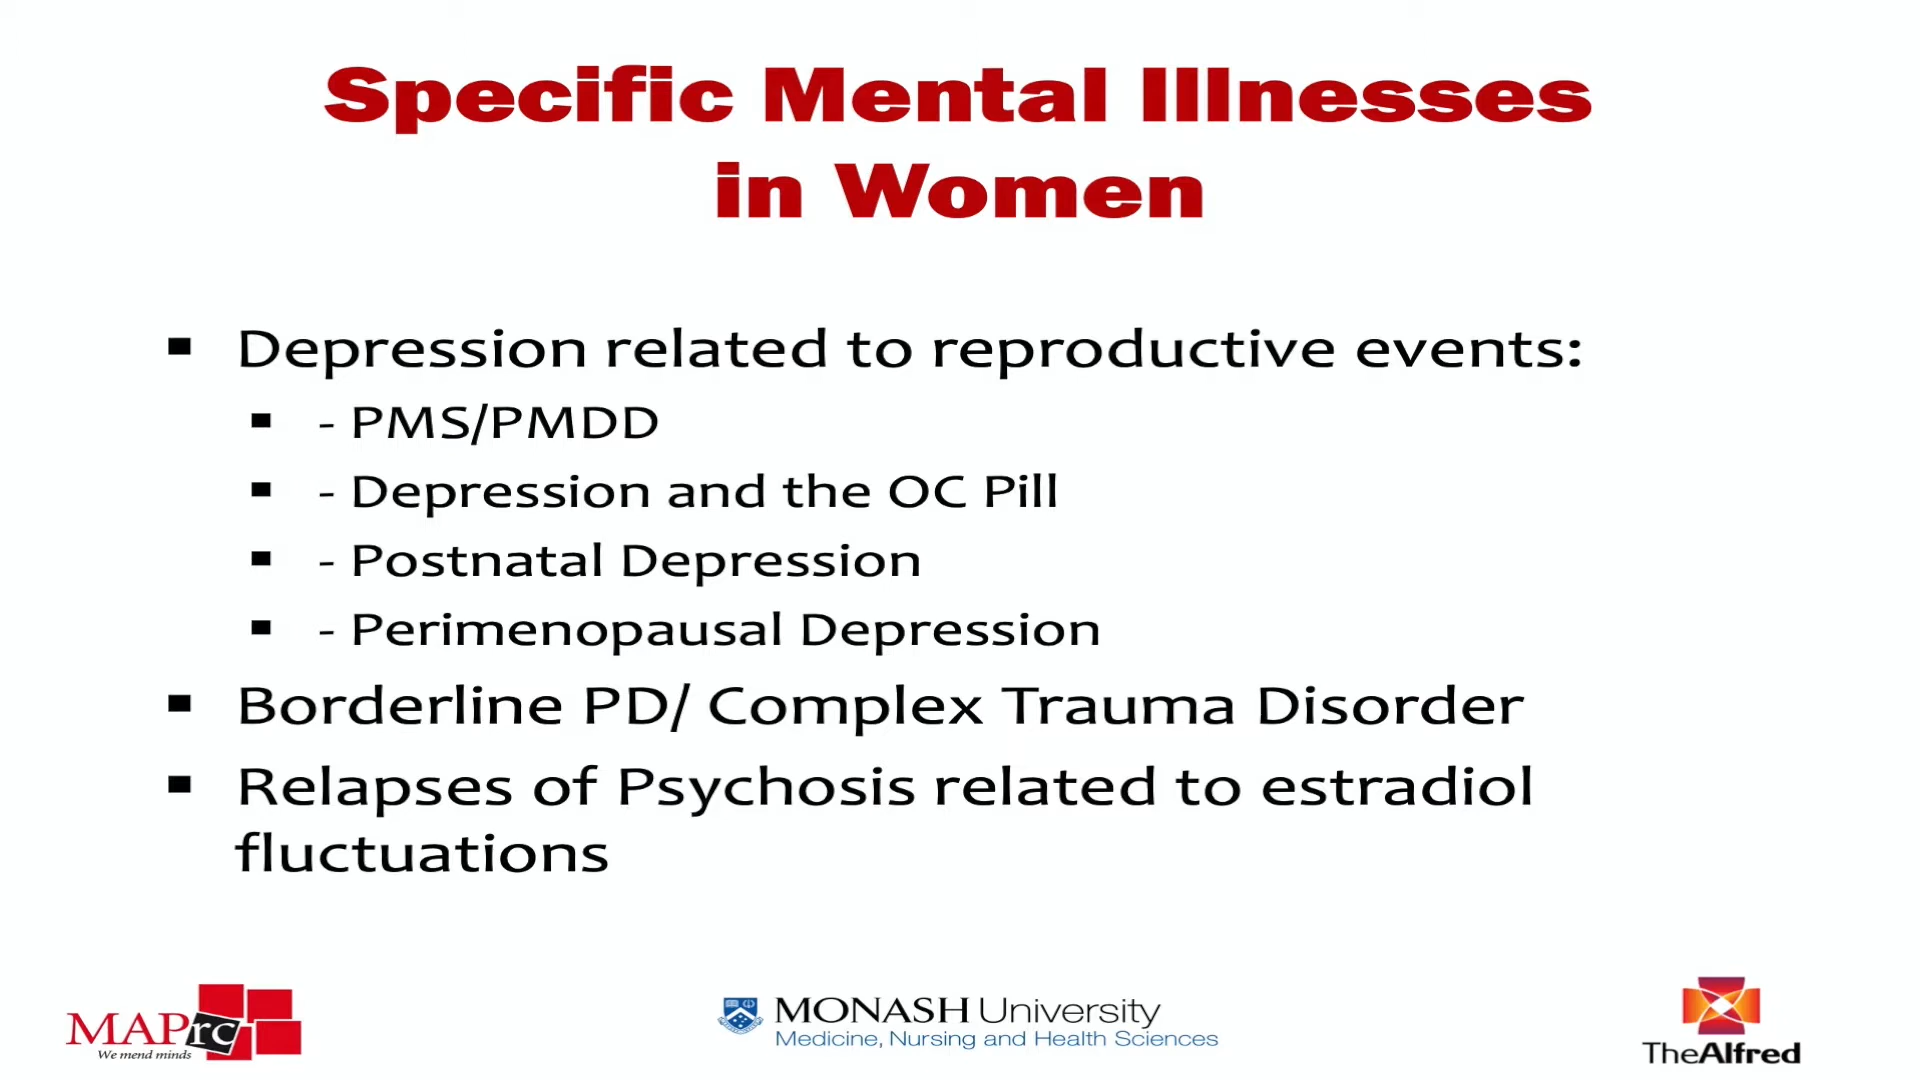 Specific Mental Illnesses
in Women
▪ Depression related to reproductive events:
▪ - PMS/PMDD
▪ - Depression and the OC Pill
▪ - Postnatal Depression
▪ - Perimenopausal Depression
▪ Borderline PD/ Complex Trauma Disorder
▪ Relapses of Psychosis related to estradiol
fluctuations
MAPrc
We mend minds
MONASH University
Medicine, Nursing and Health Sciences
TheAlfred